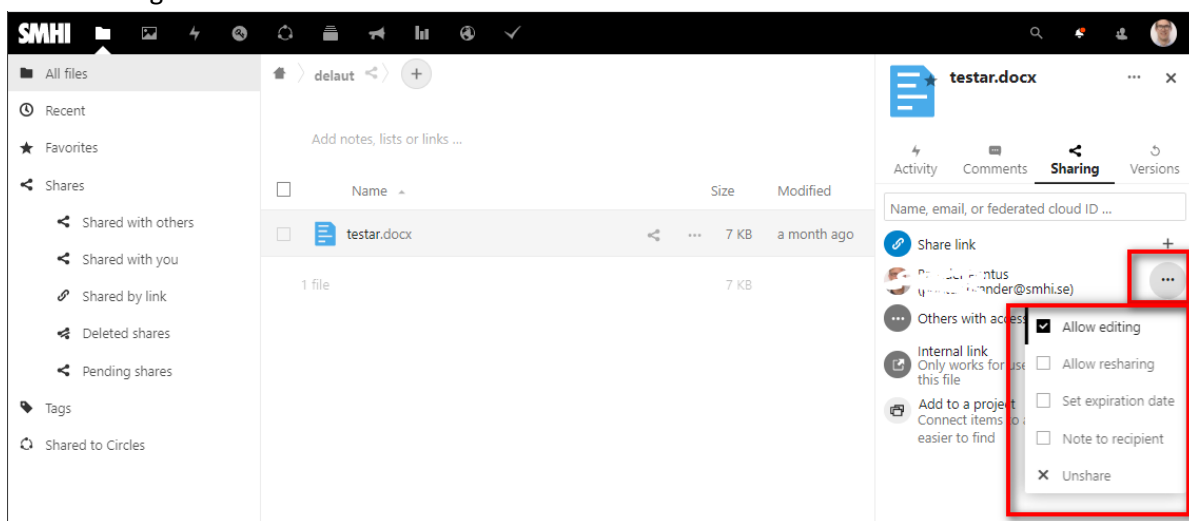 SMHI
All files
Recent
Favorites
Shares
Shared with others
Shared with you
Shared by link
Deleted shares
Pending shares
Tags
Shared to Circles
delaut
Add notes, lists or links ...
Name Size Modified
testar.docx 7 KB a month ago
1 file 7 KB
testar.docx
Activity Comments Sharing Versions
Name, email, or federated cloud ID ...
Share link
Others with access
Internal link
Only works for
this file
Add to a project
Connect items
easier to find
Allow editing
Allow resharing
Set expiration date
Note to recipient
Unshare